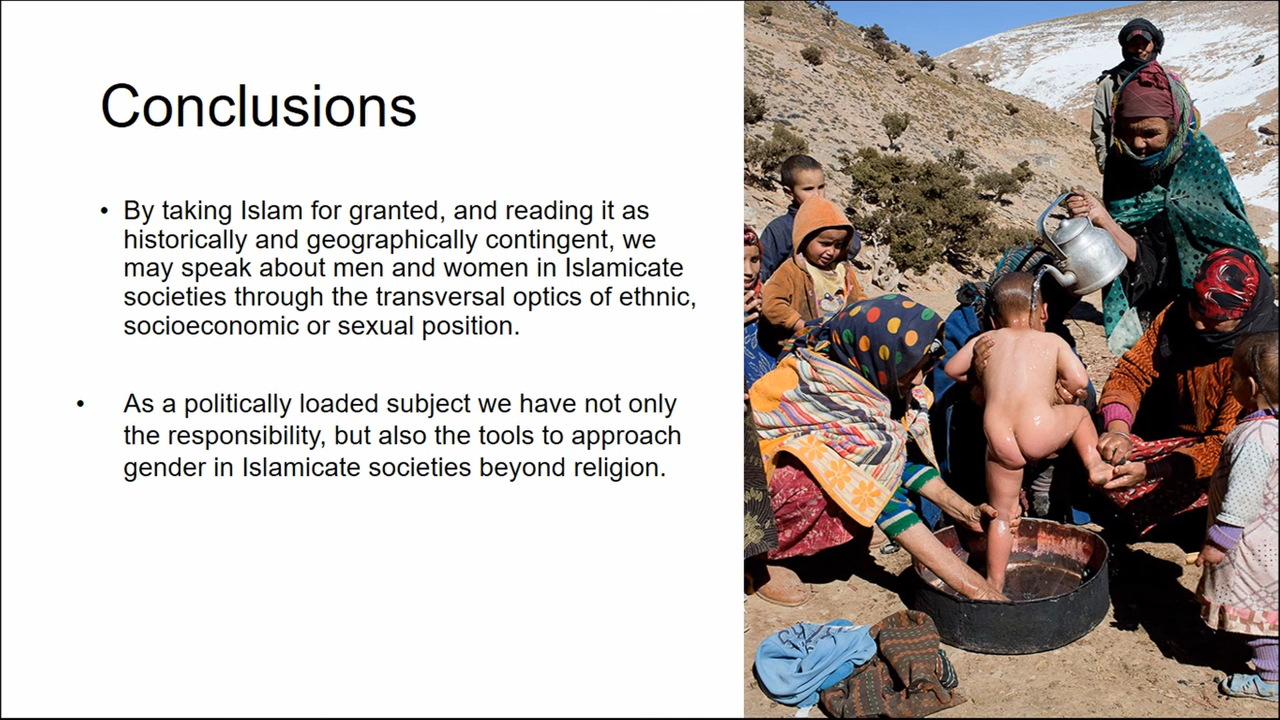 Conclusions
• By taking Islam for granted, and reading it as
historically and geographically contingent, we
may speak about men and women in Islamicate
societies through the transversal optics of ethnic,
socioeconomic or sexual position.
• As a politically loaded subject we have not only
the responsibility, but also the tools to approach
gender in Islamicate societies beyond religion.